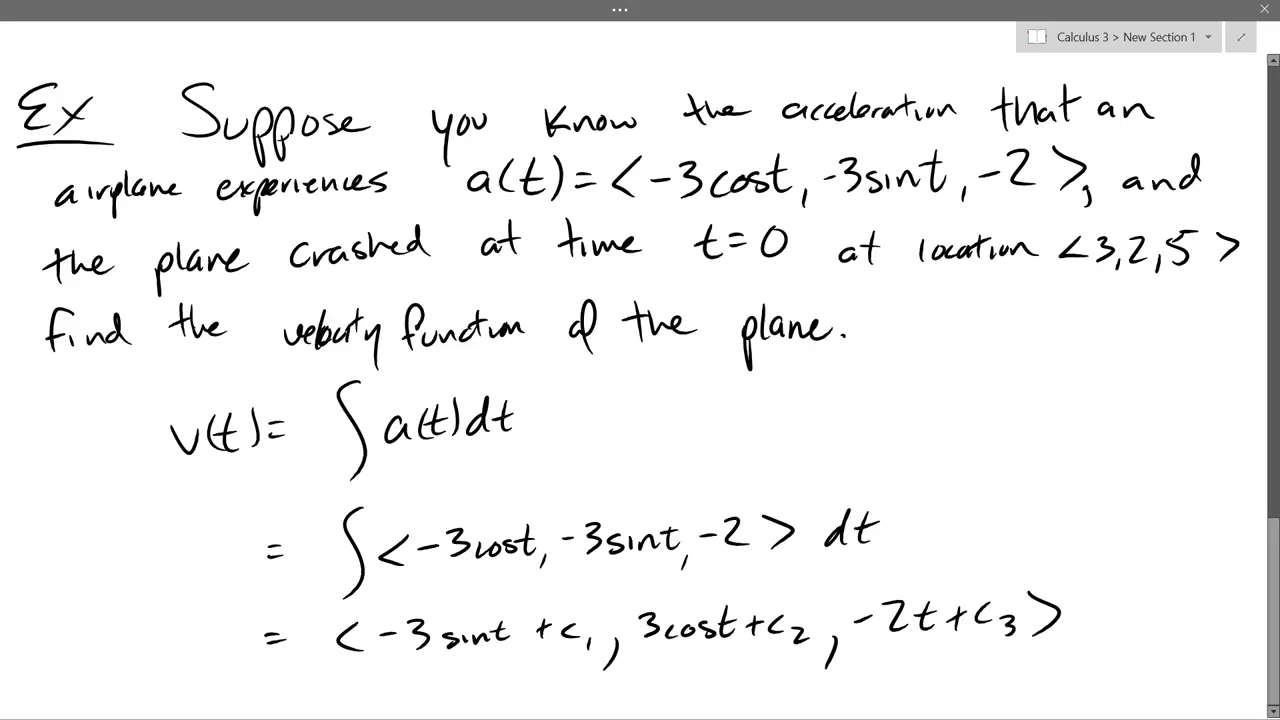 Calculus 3 > New Section 1
Ex Suppose you know the acceleration that an
airplane experiences a(t) = < -3cost, -3sint, -2 >, and
the plane crashed at time t=0 at location <3,2,5>
find the velocity function of the plane.
v(t) = ∫ a(t)dt
= ∫ < -3cost, -3sint, -2 > dt
= < -3sint + c₁, 3cost + c₂, -2t + c₃ >